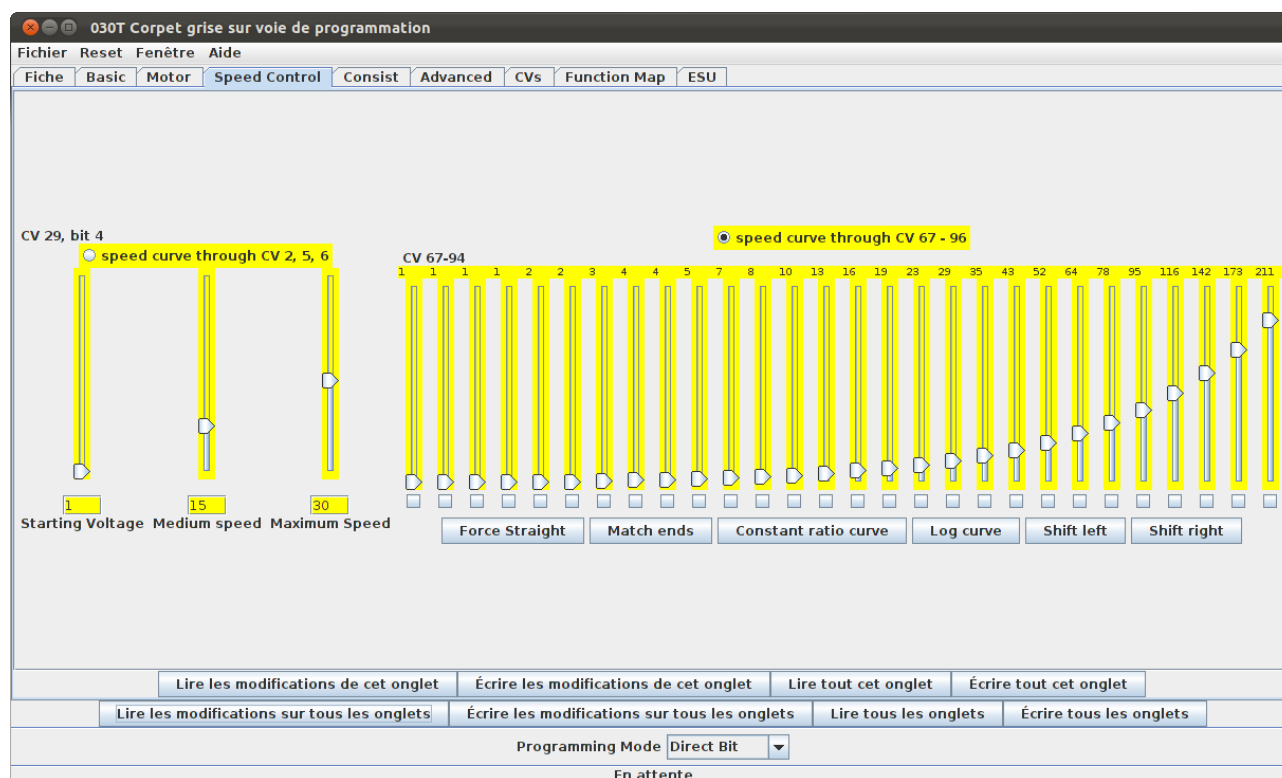 030T Corpet grise sur voie de programmation
Fichier Reset Fenêtre Aide
Fiche Basic Motor Speed Control Consist Advanced CVs Function Map ESU
CV 29, bit 4
speed curve through CV 67 - 96
speed curve through CV 2, 5, 6
CV 67-94
1 1 1 1 2 2 3 4 4 5 7 8 10 13 16 19 23 29 35 43 52 64 78 95 116 142 173 211
1 15 30
Starting Voltage Medium speed Maximum Speed
Force Straight Match ends Constant ratio curve Log curve Shift left Shift right
Lire les modifications de cet onglet Écrire les modifications de cet onglet Lire tout cet onglet Écrire tout cet onglet
Lire les modifications sur tous les onglets Écrire les modifications sur tous les onglets Lire tous les onglets Écrire tous les onglets
Programming Mode Direct Bit
En attente